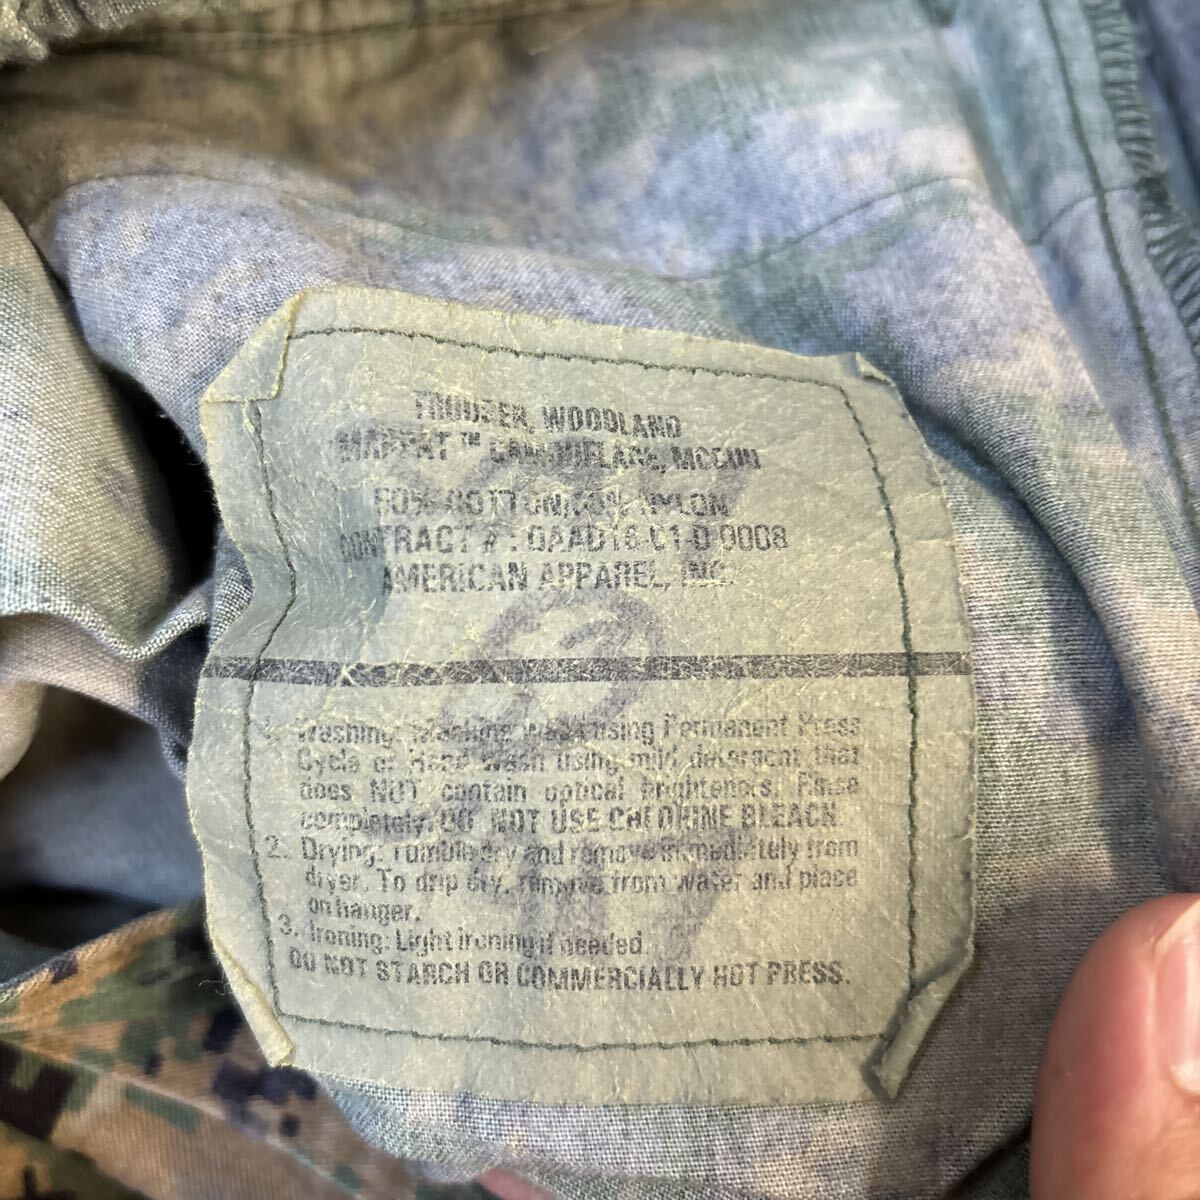 TROUSER, WOODLAND
MARPAT™ CAMOUFLAGE, MCCUU
50% COTTON/50% NYLON
CONTRACT # : DAAD16-01-D-0008
AMERICAN APPAREL, INC.
1. Washing: Machine wash using Permanent Press
Cycle or Hand wash using mild detergent that
does NOT contain optical brighteners. Rinse
completely. DO NOT USE CHLORINE BLEACH.
2. Drying: Tumble dry and remove immediately from
dryer. To drip dry, remove from water and place
on hanger.
3. Ironing: Light ironing if needed.
DO NOT STARCH OR COMMERCIALLY HOT PRESS.